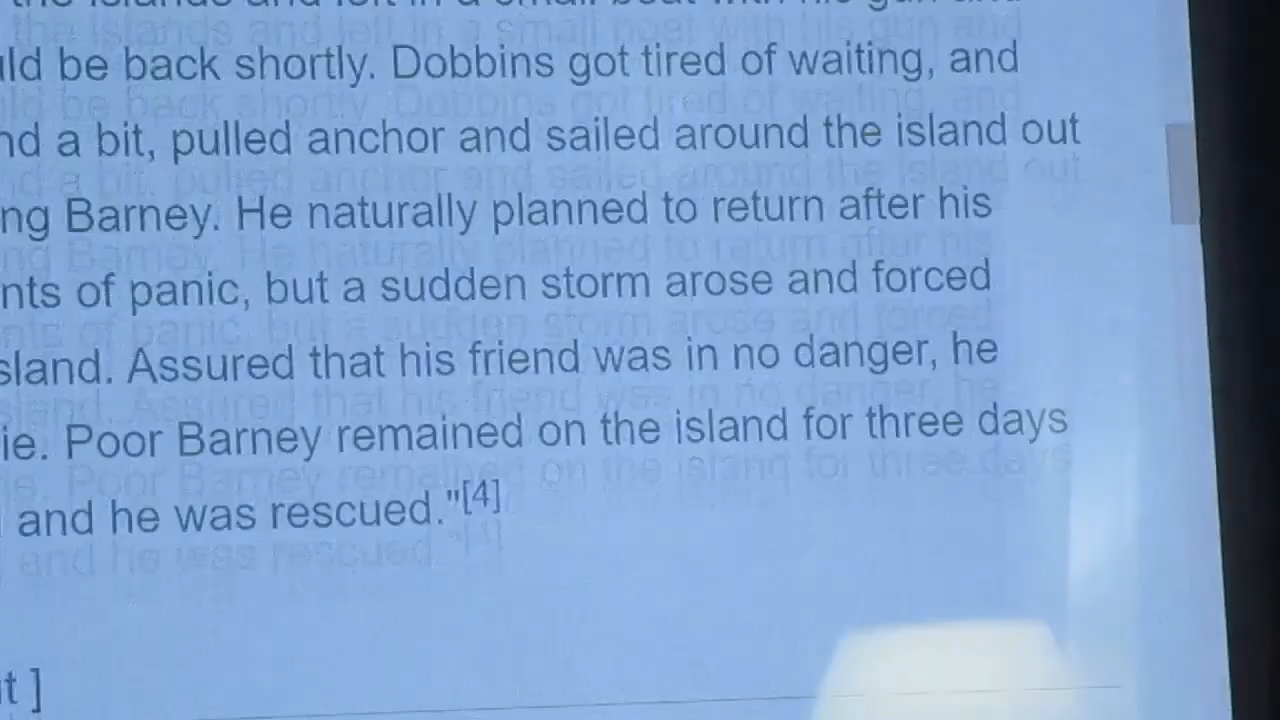 uld be back shortly. Dobbins got tired of waiting, and
nd a bit, pulled anchor and sailed around the island out
ng Barney. He naturally planned to return after his
nts of panic, but a sudden storm arose and forced
sland. Assured that his friend was in no danger, he
ie. Poor Barney remained on the island for three days
and he was rescued."[4]
t ]